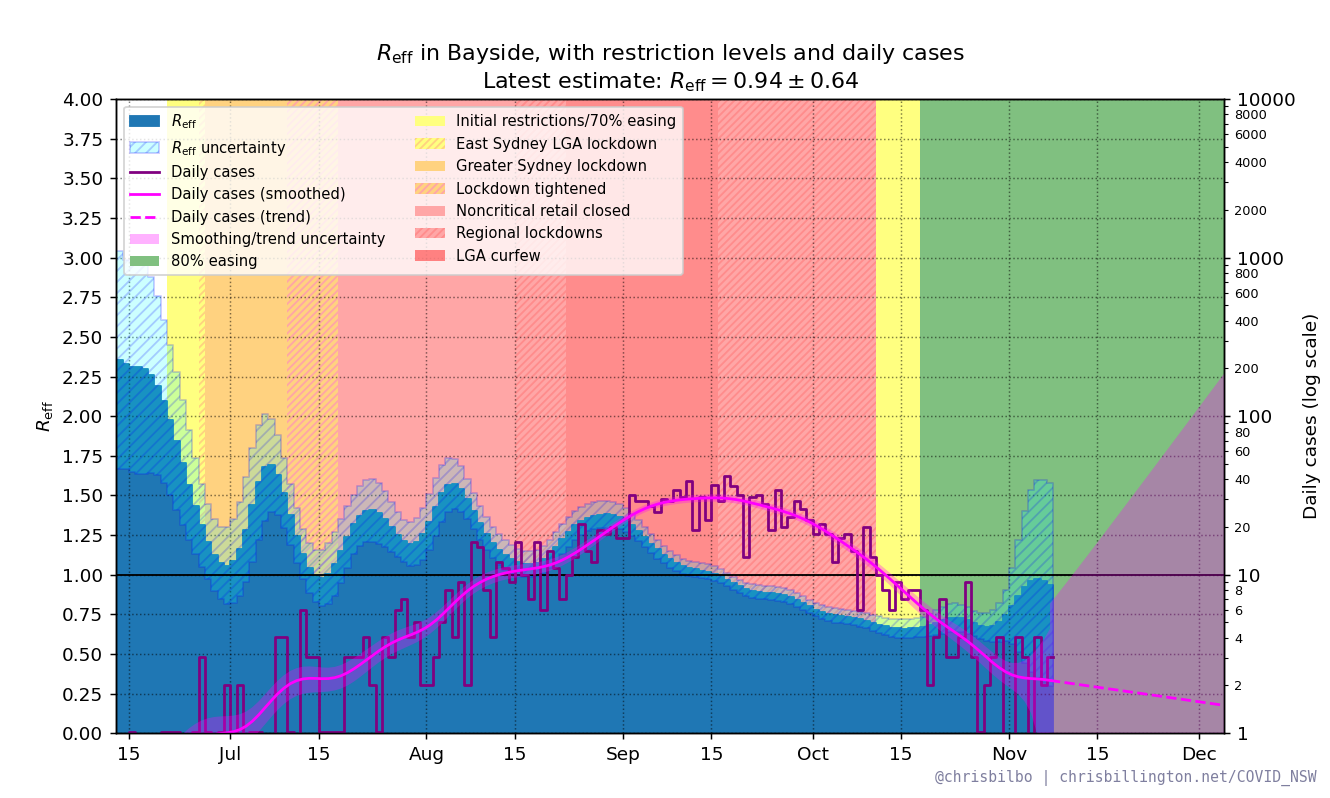 R_eff in Bayside, with restriction levels and daily cases
Latest estimate: R_eff = 0.94 ± 0.64
R_eff
R_eff uncertainty
Daily cases
Daily cases (smoothed)
Daily cases (trend)
Smoothing/trend uncertainty
80% easing
Initial restrictions/70% easing
East Sydney LGA lockdown
Greater Sydney lockdown
Lockdown tightened
Noncritical retail closed
Regional lockdowns
LGA curfew
R_eff
4.00
3.75
3.50
3.25
3.00
2.75
2.50
2.25
2.00
1.75
1.50
1.25
1.00
0.75
0.50
0.25
0.00
10000
8000
6000
4000
2000
1000
800
600
400
200
100
80
60
40
20
10
8
6
4
2
1
Daily cases (log scale)
15 Jul 15 Aug 15 Sep 15 Oct 15 Nov 15 Dec
@chrisbilbo | chrisbillington.net/COVID_NSW